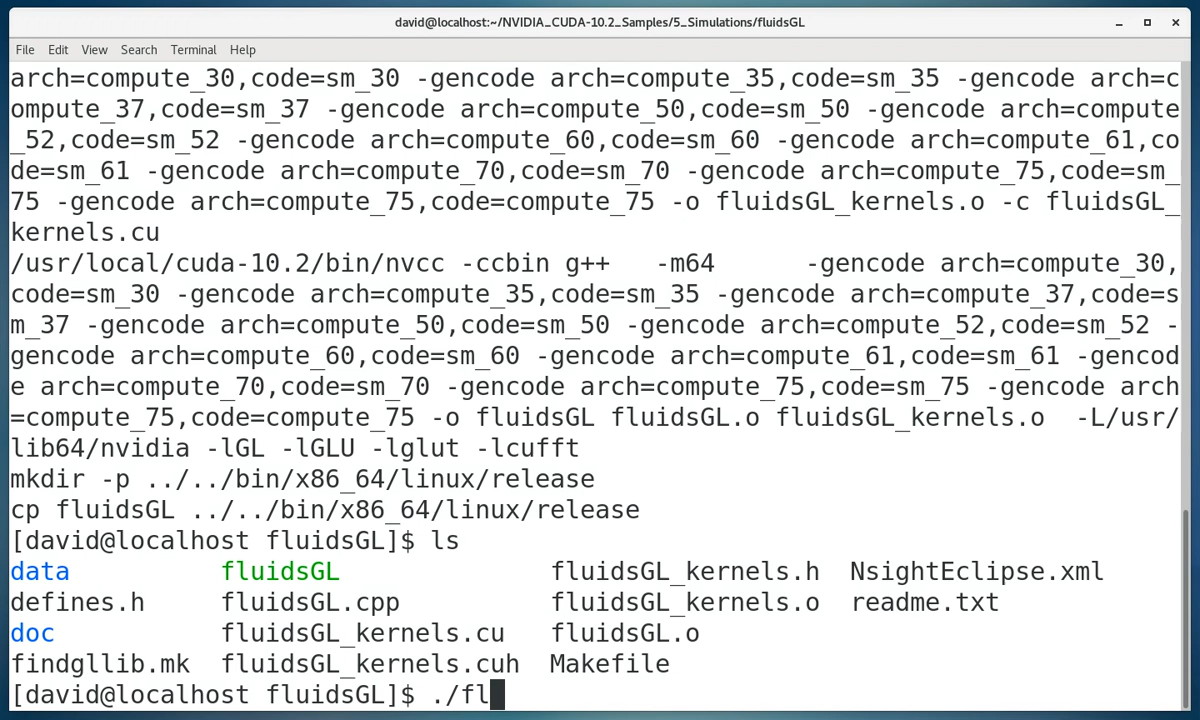 david@localhost:~/NVIDIA_CUDA-10.2_Samples/5_Simulations/fluidsGL
File Edit View Search Terminal Help
arch=compute_30,code=sm_30 -gencode arch=compute_35,code=sm_35 -gencode arch=c
ompute_37,code=sm_37 -gencode arch=compute_50,code=sm_50 -gencode arch=compute
_52,code=sm_52 -gencode arch=compute_60,code=sm_60 -gencode arch=compute_61,co
de=sm_61 -gencode arch=compute_70,code=sm_70 -gencode arch=compute_75,code=sm_
75 -gencode arch=compute_75,code=compute_75 -o fluidsGL_kernels.o -c fluidsGL_
kernels.cu
/usr/local/cuda-10.2/bin/nvcc -ccbin g++   -m64      -gencode arch=compute_30,
code=sm_30 -gencode arch=compute_35,code=sm_35 -gencode arch=compute_37,code=s
m_37 -gencode arch=compute_50,code=sm_50 -gencode arch=compute_52,code=sm_52 -
gencode arch=compute_60,code=sm_60 -gencode arch=compute_61,code=sm_61 -gencod
e arch=compute_70,code=sm_70 -gencode arch=compute_75,code=sm_75 -gencode arch
=compute_75,code=compute_75 -o fluidsGL fluidsGL.o fluidsGL_kernels.o  -L/usr/
lib64/nvidia -lGL -lGLU -lglut -lcufft
mkdir -p ../../bin/x86_64/linux/release
cp fluidsGL ../../bin/x86_64/linux/release
[david@localhost fluidsGL]$ ls
data          fluidsGL              fluidsGL_kernels.h  NsightEclipse.xml
defines.h     fluidsGL.cpp          fluidsGL_kernels.o  readme.txt
doc           fluidsGL_kernels.cu   fluidsGL.o
findgllib.mk  fluidsGL_kernels.cuh  Makefile
[david@localhost fluidsGL]$ ./fl